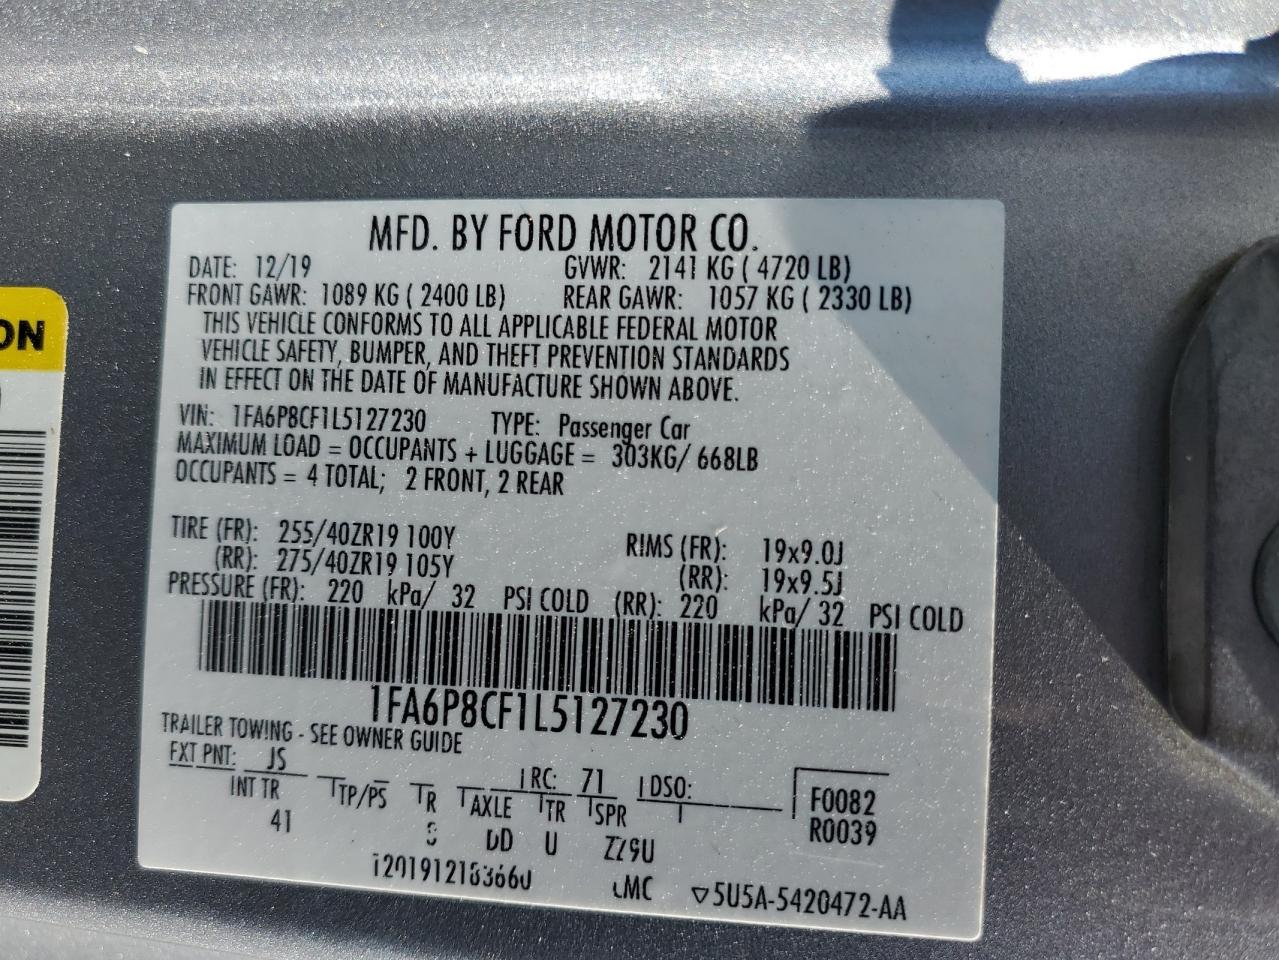 ON
MFD. BY FORD MOTOR CO.
DATE: 12/19 GVWR: 2141 KG ( 4720 LB)
FRONT GAWR: 1089 KG ( 2400 LB) REAR GAWR: 1057 KG ( 2330 LB)
THIS VEHICLE CONFORMS TO ALL APPLICABLE FEDERAL MOTOR
VEHICLE SAFETY, BUMPER, AND THEFT PREVENTION STANDARDS
IN EFFECT ON THE DATE OF MANUFACTURE SHOWN ABOVE.
VIN: 1FA6P8CF1L5127230 TYPE: Passenger Car
MAXIMUM LOAD = OCCUPANTS + LUGGAGE = 303KG/ 668LB
OCCUPANTS = 4 TOTAL; 2 FRONT, 2 REAR
TIRE (FR): 255/40ZR19 100Y RIMS (FR): 19x9.0J
(RR): 275/40ZR19 105Y (RR): 19x9.5J
PRESSURE (FR): 220 kPa/ 32 PSI COLD (RR): 220 kPa/ 32 PSI COLD
1FA6P8CF1L5127230
TRAILER TOWING - SEE OWNER GUIDE
EXT PNT: JS RC: 71 DSO:
INT TR TP/PS R AXLE TR SPR F0082
41 DD U R0039
MC ▽5U5A-5420472-AA